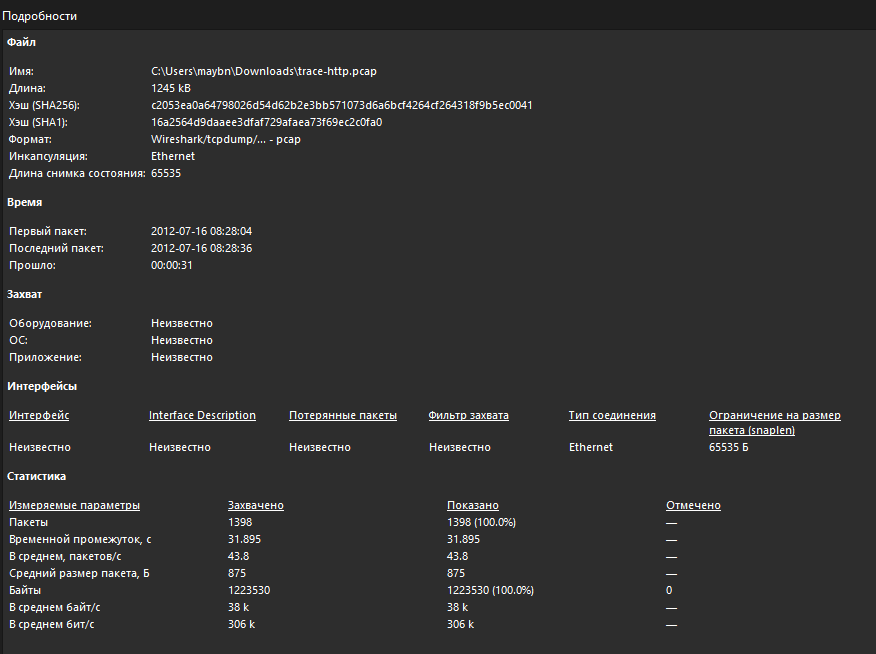 Подробности
Файл
Имя: C:\Users\maybn\Downloads\trace-http.pcap
Длина: 1245 kB
Хэш (SHA256): c2053ea0a64798026d54d62b2e3bb571073d6a6bcf4264cf264318f9b5ec0041
Хэш (SHA1): 16a2564d9daaee3dfaf729afaea73f69ec2c0fa0
Формат: Wireshark/tcpdump/... - pcap
Инкапсуляция: Ethernet
Длина снимка состояния: 65535
Время
Первый пакет: 2012-07-16 08:28:04
Последний пакет: 2012-07-16 08:28:36
Прошло: 00:00:31
Захват
Оборудование: Неизвестно
ОС: Неизвестно
Приложение: Неизвестно
Интерфейсы
Интерфейс Interface Description Потерянные пакеты Фильтр захвата Тип соединения Ограничение на размер
пакета (snaplen)
Неизвестно Неизвестно Неизвестно Неизвестно Ethernet 65535 Б
Статистика
Измеряемые параметры Захвачено Показано Отмечено
Пакеты 1398 1398 (100.0%) —
Временной промежуток, с 31.895 31.895 —
В среднем, пакетов/с 43.8 43.8 —
Средний размер пакета, Б 875 875 —
Байты 1223530 1223530 (100.0%) 0
В среднем байт/с 38 k 38 k —
В среднем бит/с 306 k 306 k —